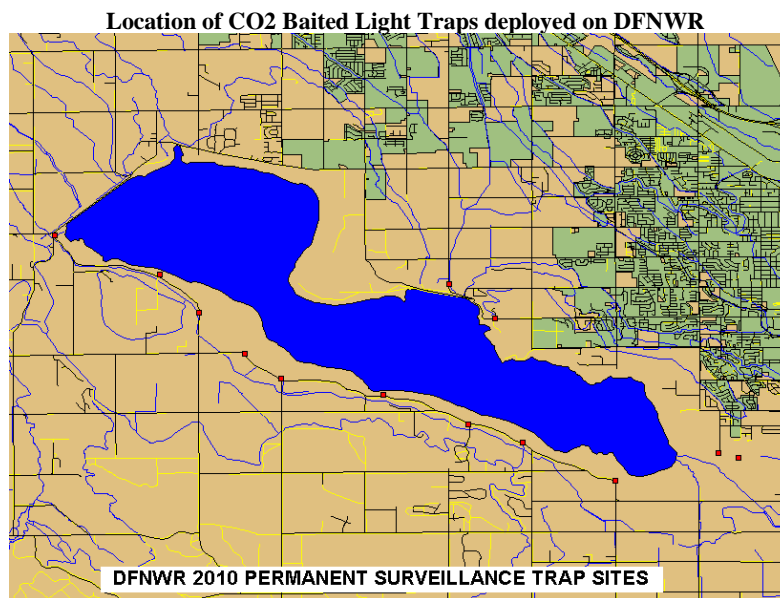 Location of CO2 Baited Light Traps deployed on DFNWR
DFNWR 2010 PERMANENT SURVEILLANCE TRAP SITES